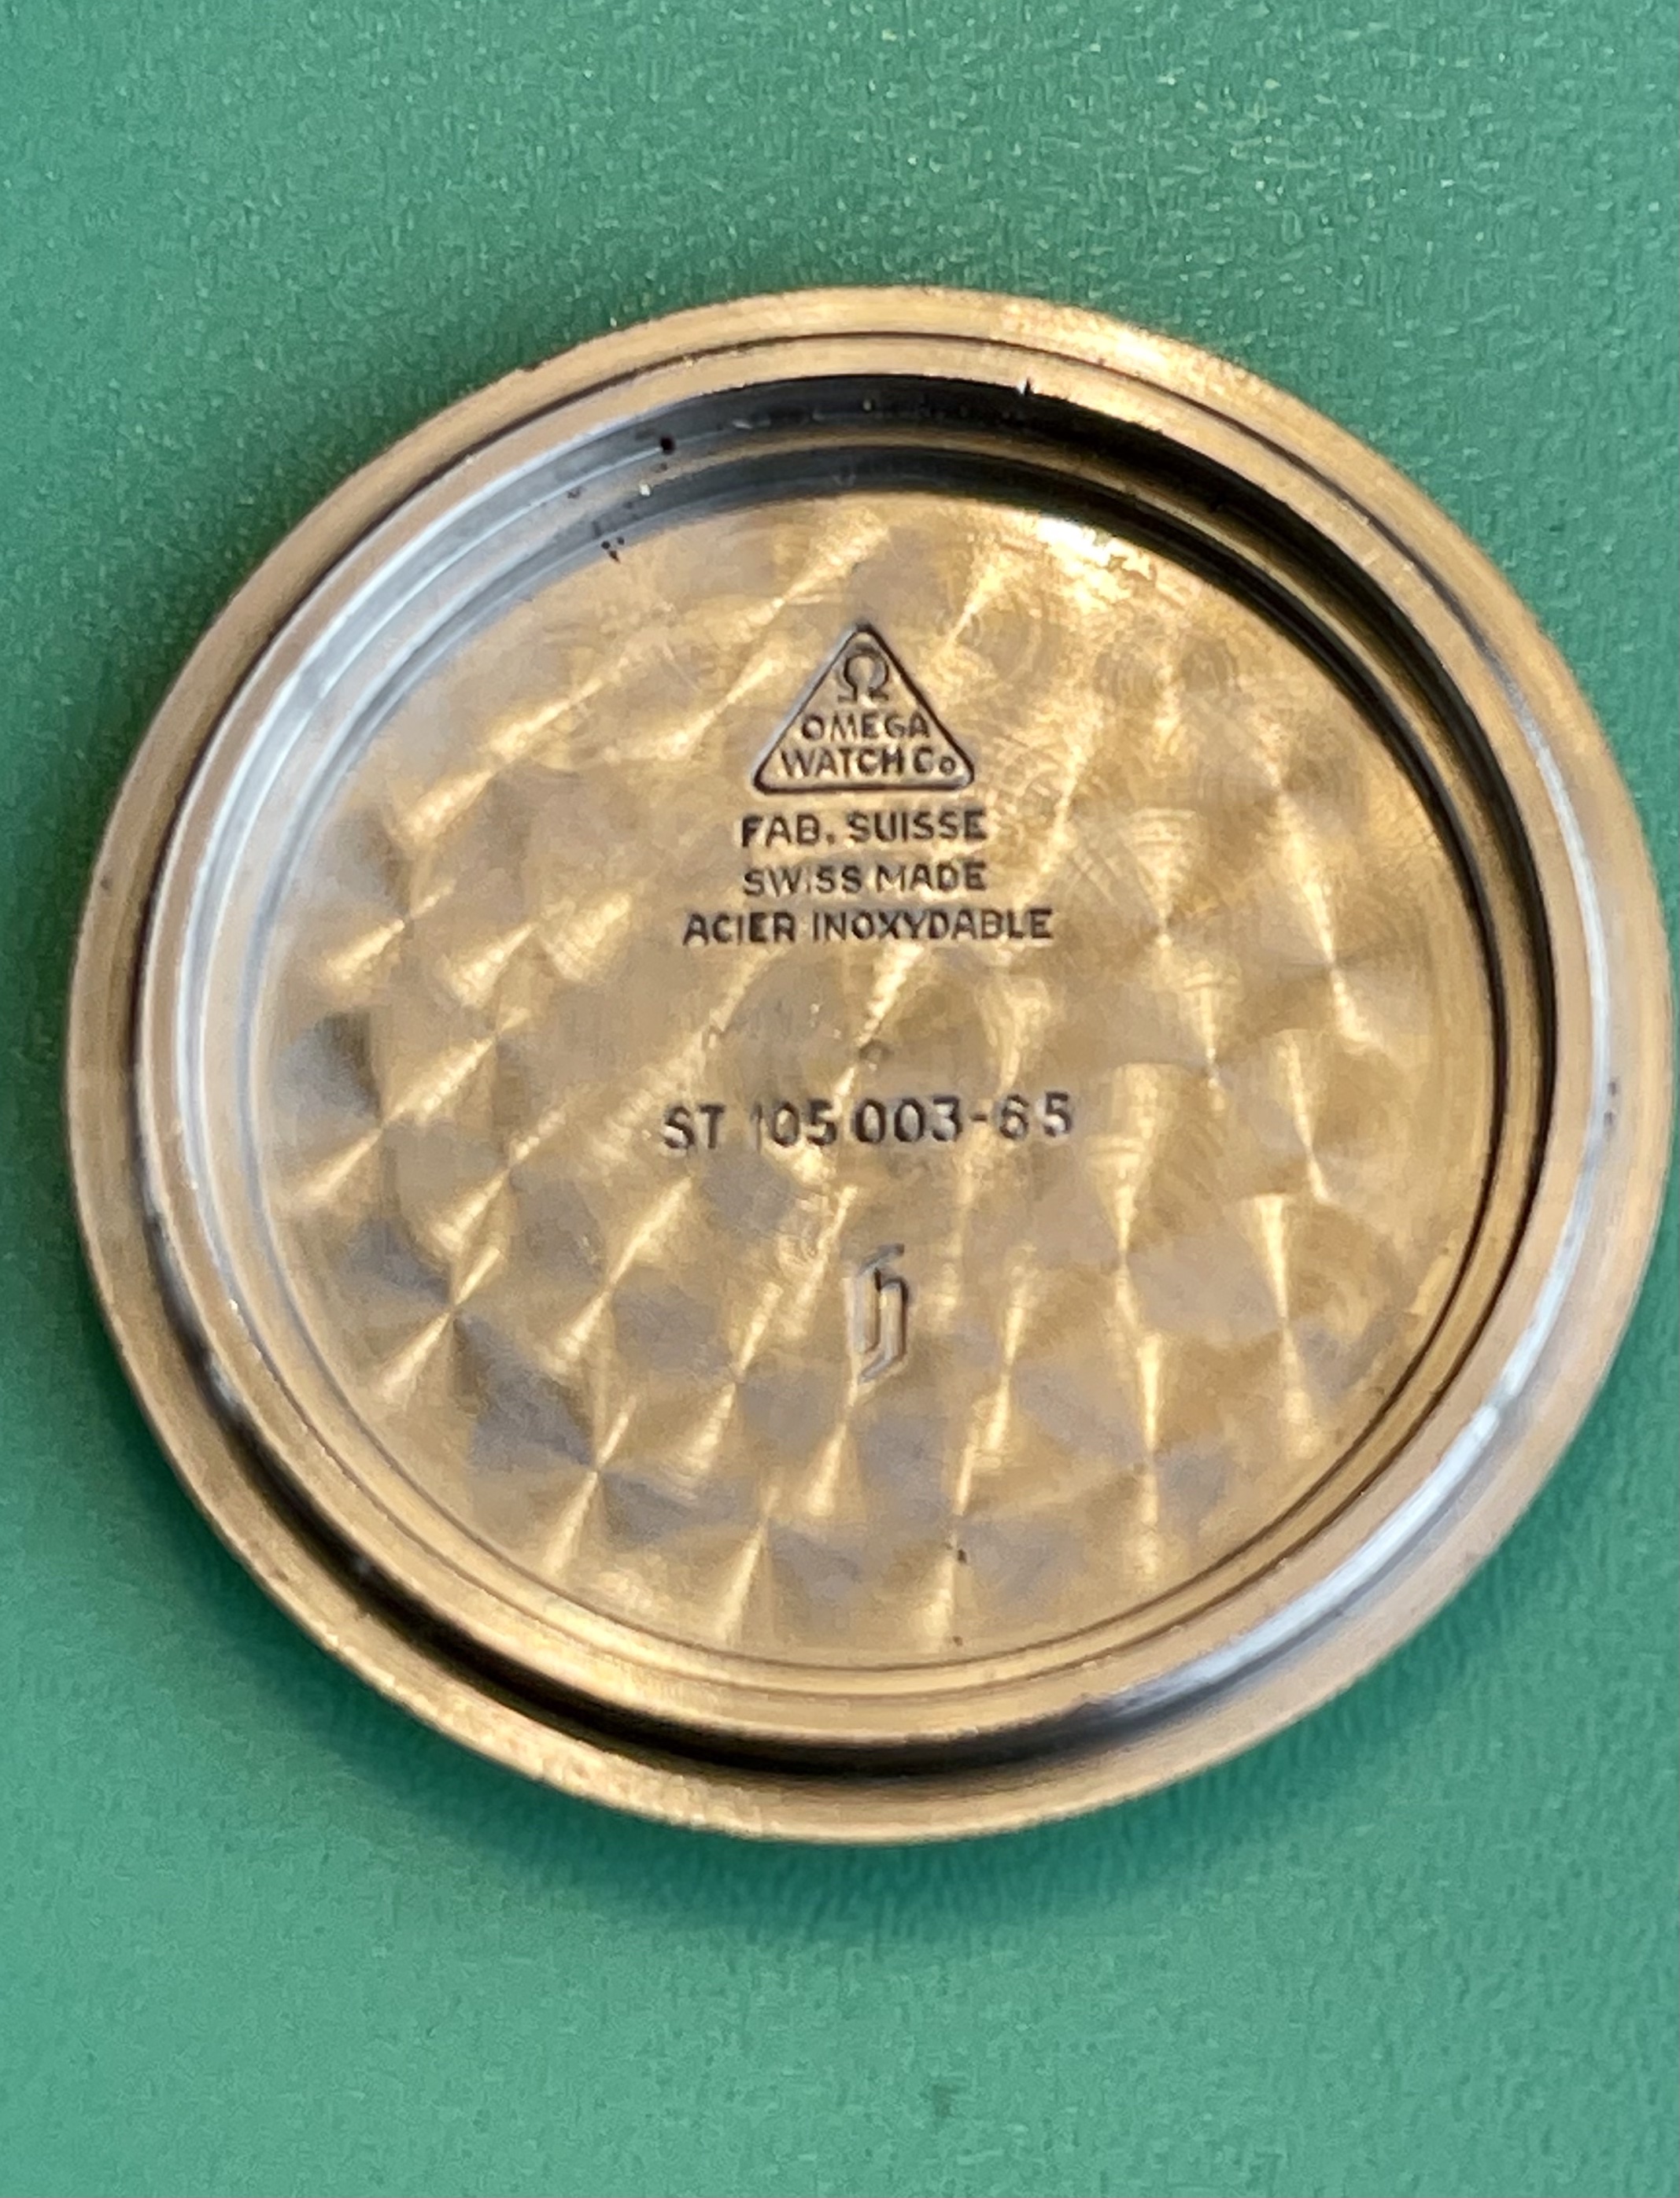 Ω
OMEGA
WATCH Co
FAB. SUISSE
SWISS MADE
ACIER INOXYDABLE
ST 105 003-65